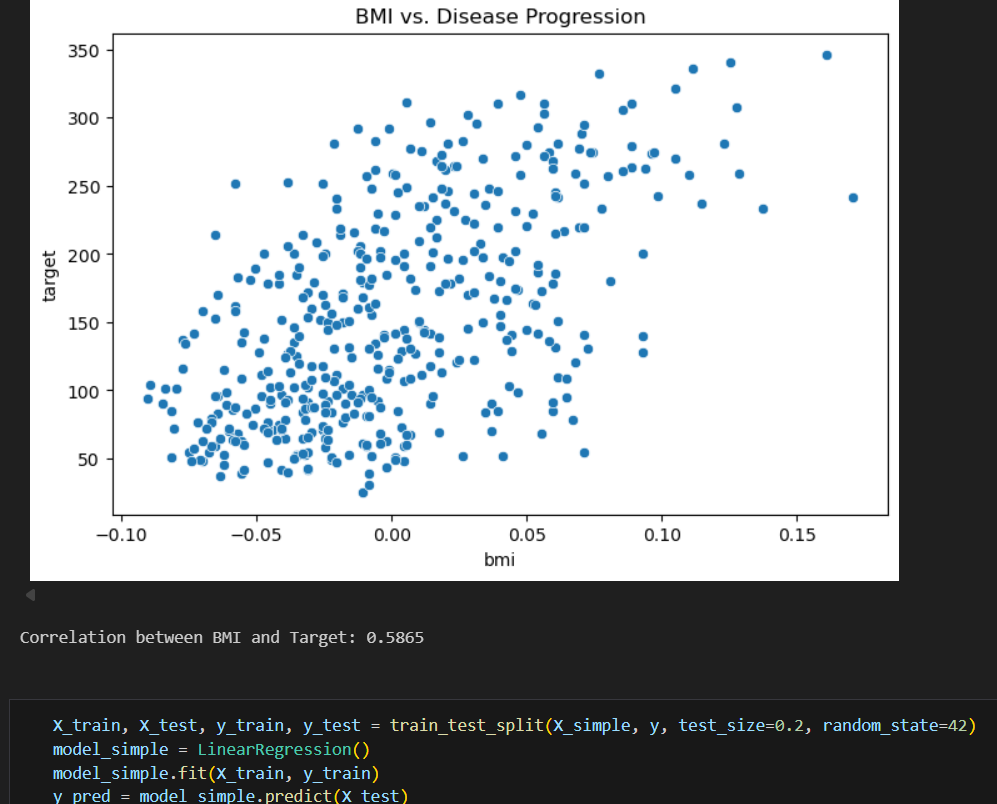 BMI vs. Disease Progression
350
300
250
200
150
100
50
target
−0.10
−0.05
0.00
0.05
0.10
0.15
bmi
Correlation between BMI and Target: 0.5865
X_train, X_test, y_train, y_test = train_test_split(X_simple, y, test_size=0.2, random_state=42)
model_simple = LinearRegression()
model_simple.fit(X_train, y_train)
y_pred = model_simple.predict(X_test)